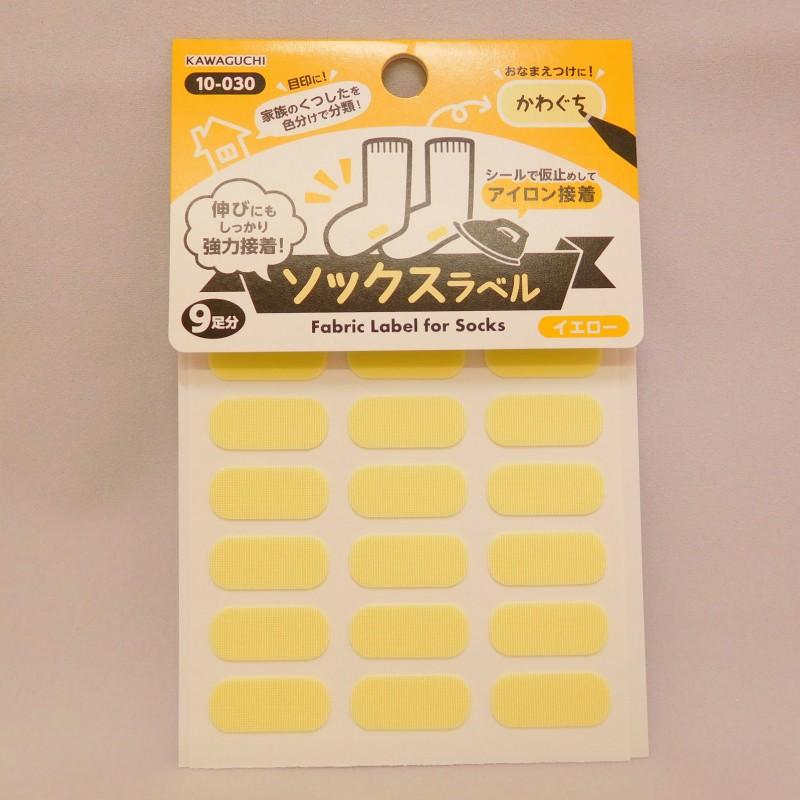 KAWAGUCHI
10-030
目印に!
家族のくつしたを
色分けで分類!
おなまえつけに!
かわぐち
シールで仮止めして
アイロン接着
伸びにも
しっかり
強力接着!
ソックスラベル
9足分
Fabric Label for Socks
イエロー